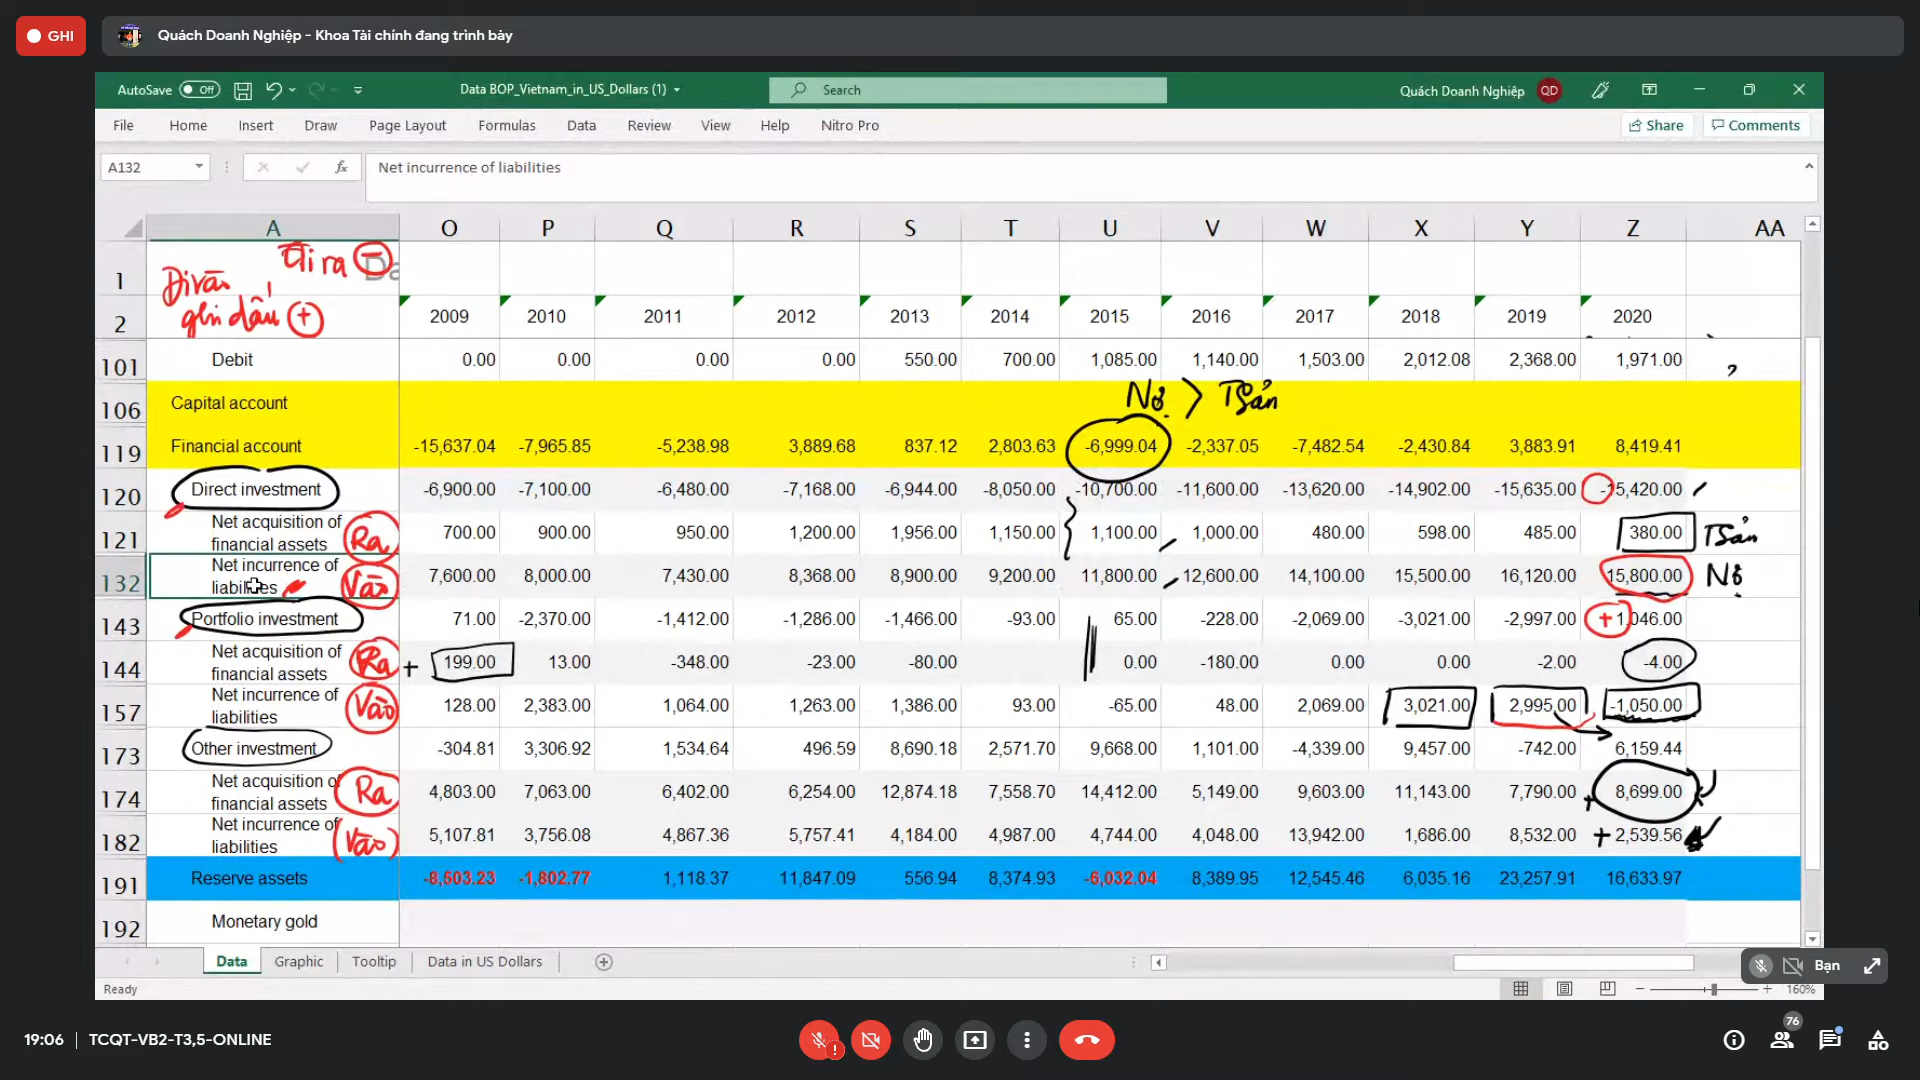 GHI
Quách Doanh Nghiệp - Khoa Tài chính đang trình bày
AutoSave Off
Data BOP_Vietnam_in_US_Dollars (1)
Search
Quách Doanh Nghiệp QD
File Home Insert Draw Page Layout Formulas Data Review View Help Nitro Pro Share Comments
A132 fx Net incurrence of liabilities
A O P Q R S T U V W X Y Z AA
1 Đi ra − Da
Đi vào
ghi dấu +
2 2009 2010 2011 2012 2013 2014 2015 2016 2017 2018 2019 2020
101 Debit 0.00 0.00 0.00 0.00 550.00 700.00 1,085.00 1,140.00 1,503.00 2,012.08 2,368.00 1,971.00
106 Capital account Nợ > TSản
119 Financial account -15,637.04 -7,965.85 -5,238.98 3,889.68 837.12 2,803.63 -6,999.04 -2,337.05 -7,482.54 -2,430.84 3,883.91 8,419.41
120 Direct investment -6,900.00 -7,100.00 -6,480.00 -7,168.00 -6,944.00 -8,050.00 -10,700.00 -11,600.00 -13,620.00 -14,902.00 -15,635.00 -15,420.00
121 Net acquisition of financial assets Ra 700.00 900.00 950.00 1,200.00 1,956.00 1,150.00 1,100.00 1,000.00 480.00 598.00 485.00 380.00 TSản
132 Net incurrence of liabilities Vào 7,600.00 8,000.00 7,430.00 8,368.00 8,900.00 9,200.00 11,800.00 12,600.00 14,100.00 15,500.00 16,120.00 15,800.00 Nợ
143 Portfolio investment 71.00 -2,370.00 -1,412.00 -1,286.00 -1,466.00 -93.00 65.00 -228.00 -2,069.00 -3,021.00 -2,997.00 + 1,046.00
144 Net acquisition of financial assets Ra + 199.00 13.00 -348.00 -23.00 -80.00 0.00 -180.00 0.00 0.00 -2.00 -4.00
157 Net incurrence of liabilities Vào 128.00 2,383.00 1,064.00 1,263.00 1,386.00 93.00 -65.00 48.00 2,069.00 3,021.00 2,995.00 -1,050.00
173 Other investment -304.81 3,306.92 1,534.64 496.59 8,690.18 2,571.70 9,668.00 1,101.00 -4,339.00 9,457.00 -742.00 6,159.44
174 Net acquisition of financial assets Ra 4,803.00 7,063.00 6,402.00 6,254.00 12,874.18 7,558.70 14,412.00 5,149.00 9,603.00 11,143.00 7,790.00 + 8,699.00
182 Net incurrence of liabilities (Vào) 5,107.81 3,756.08 4,867.36 5,757.41 4,184.00 4,987.00 4,744.00 4,048.00 13,942.00 1,686.00 8,532.00 + 2,539.56
191 Reserve assets -8,503.23 -1,802.77 1,118.37 11,847.09 556.94 8,374.93 -6,032.04 8,389.95 12,545.46 6,035.16 23,257.91 16,633.97
192 Monetary gold
Data Graphic Tooltip Data in US Dollars
Bạn
Ready 160%
19:06 | TCQT-VB2-T3,5-ONLINE
76